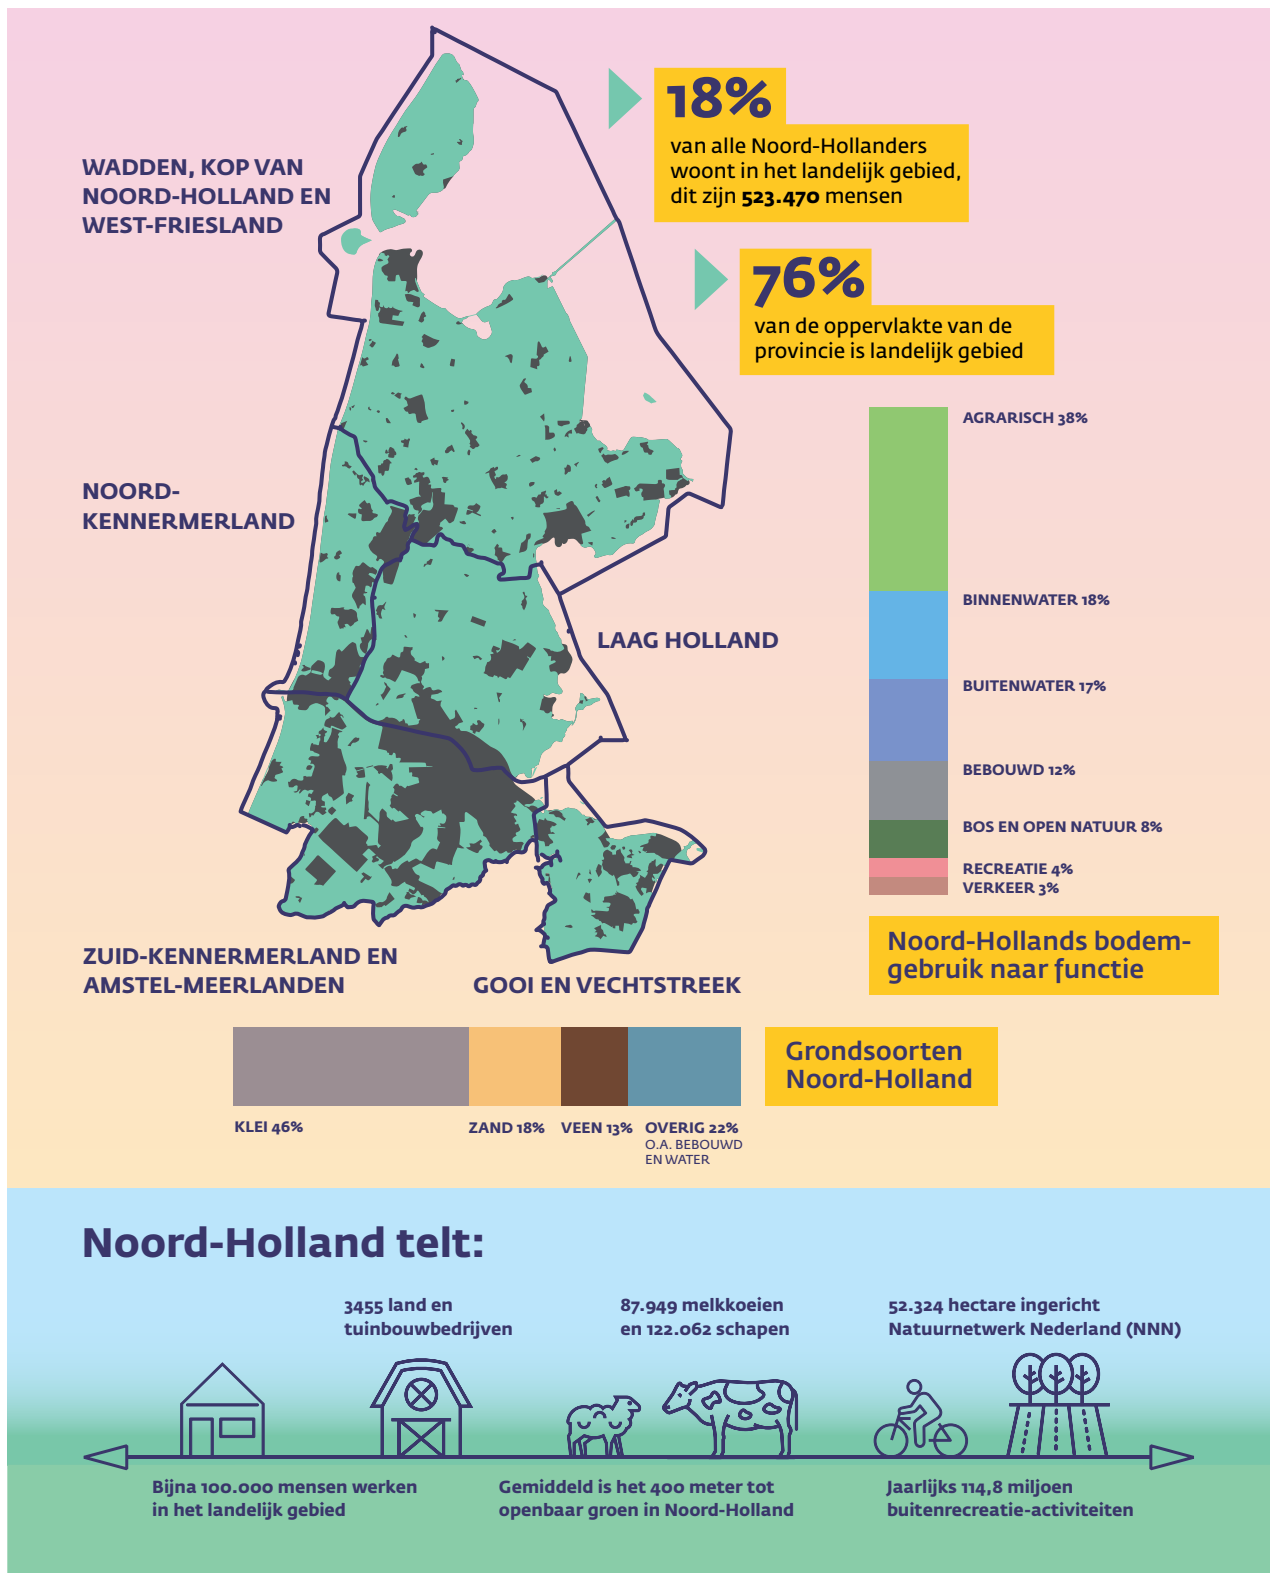 18%
van alle Noord-Hollanders
woont in het landelijk gebied,
dit zijn 523.470 mensen
WADDEN, KOP VAN
NOORD-HOLLAND EN
WEST-FRIESLAND
76%
van de oppervlakte van de
provincie is landelijk gebied
AGRARISCH 38%
NOORD-
KENNERMERLAND
BINNENWATER 18%
LAAG HOLLAND
BUITENWATER 17%
BEBOUWD 12%
BOS EN OPEN NATUUR 8%
RECREATIE 4%
VERKEER 3%
Noord-Hollands bodem-
gebruik naar functie
ZUID-KENNERMERLAND EN
AMSTEL-MEERLANDEN
GOOI EN VECHTSTREEK
Grondsoorten
Noord-Holland
KLEI 46%
ZAND 18%
VEEN 13%
OVERIG 22%
O.A. BEBOUWD
EN WATER
Noord-Holland telt:
3455 land en
tuinbouwbedrijven
87.949 melkkoeien
en 122.062 schapen
52.324 hectare ingericht
Natuurnetwerk Nederland (NNN)
Bijna 100.000 mensen werken
in het landelijk gebied
Gemiddeld is het 400 meter tot
openbaar groen in Noord-Holland
Jaarlijks 114,8 miljoen
buitenrecreatie-activiteiten